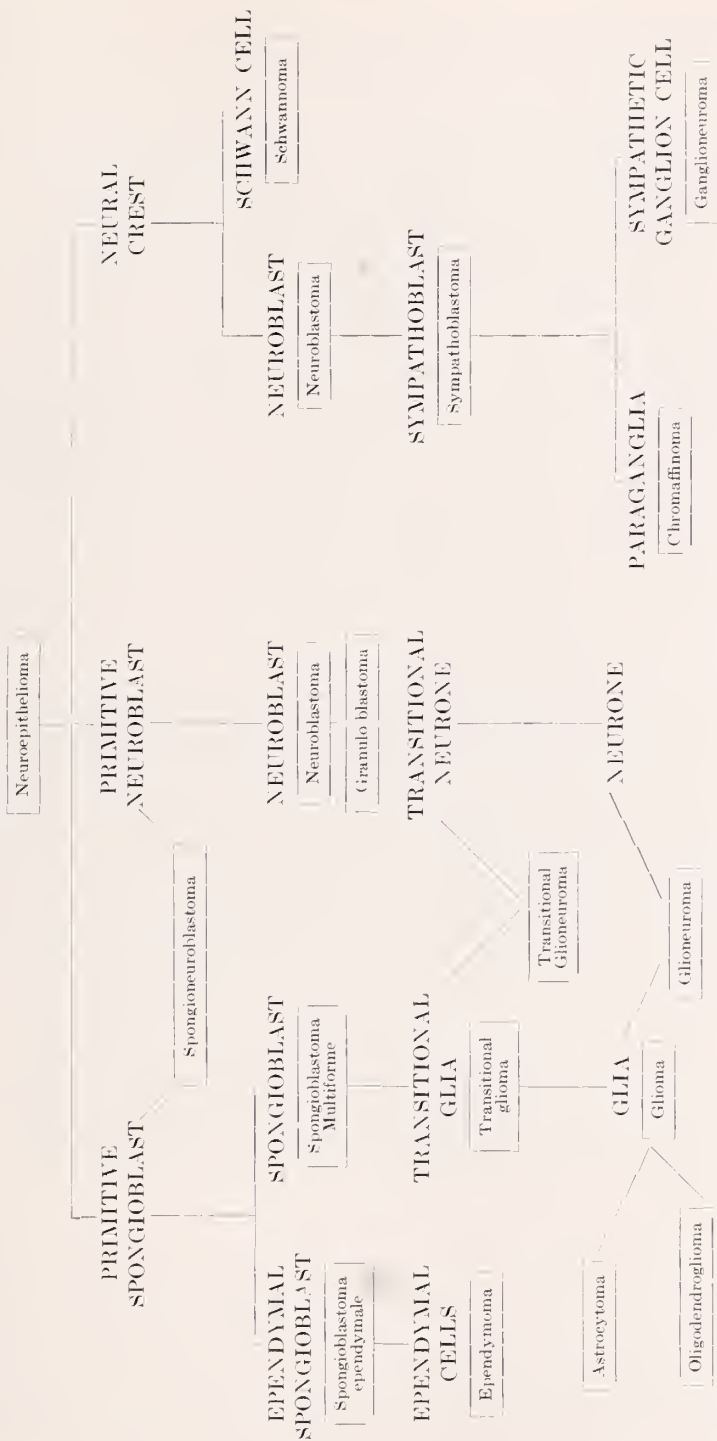 Neuroepithelioma
PRIMITIVE
SPONGIOBLAST
PRIMITIVE
NEUROBLAST
NEURAL
CREST
Spongioneuroblastoma
EPENDYMAL
SPONGIOBLAST
Spongioblastoma
ependymale
SPONGIOBLAST
Spongioblastoma
Multiforme
NEUROBLAST
Neuroblastoma
Granulo blastoma
NEUROBLAST
Neuroblastoma
SCHWANN CELL
Schwannoma
EPENDYMAL
CELLS
Ependymoma
TRANSITIONAL
GLIA
Transitional
glioma
TRANSITIONAL
NEURONE
Transitional
Glioneuroma
SYMPATHOBLAST
Sympathoblastoma
GLIA
Glioma
NEURONE
Glioneuroma
PARAGANGLIA
Chromaffinoma
SYMPATHETIC
GANGLION CELL
Ganglioneuroma
Astrocytoma
Oligodendroglioma